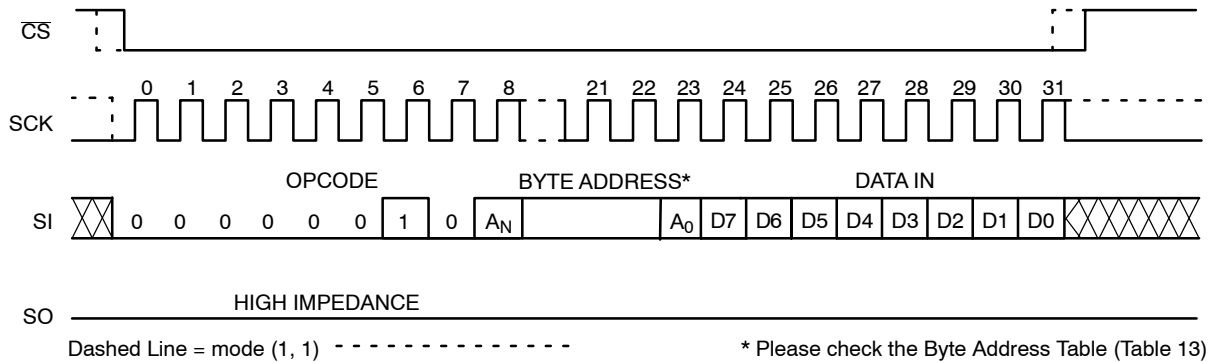 CS
0 1 2 3 4 5 6 7 8 21 22 23 24 25 26 27 28 29 30 31
SCK
OPCODE BYTE ADDRESS* DATA IN
SI 0 0 0 0 0 0 1 0 AN A0 D7 D6 D5 D4 D3 D2 D1 D0
HIGH IMPEDANCE
SO
Dashed Line = mode (1, 1) * Please check the Byte Address Table (Table 13)